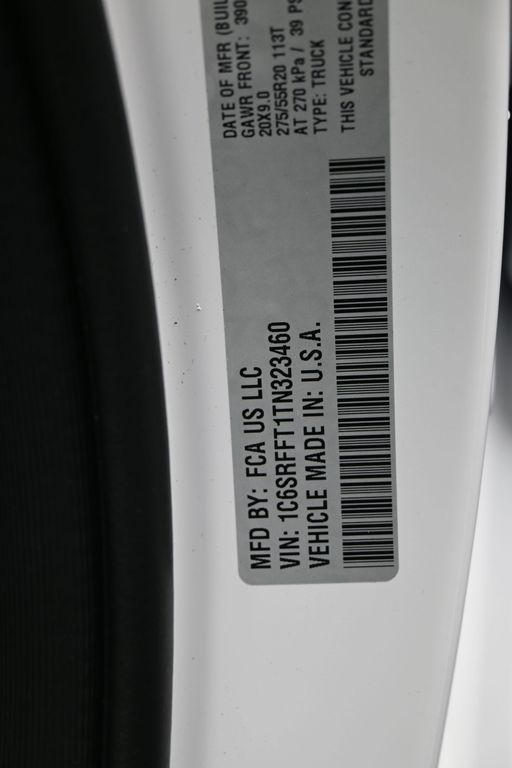 MFD BY: FCA US LLC
VIN: 1C6SRFFT1TN323460
VEHICLE MADE IN: U.S.A.
DATE OF MFR (BUIL
GAWR FRONT: 390
20X9.0
275/55R20 113T
AT 270 kPa / 39 PS
TYPE: TRUCK
THIS VEHICLE CON
STANDARD